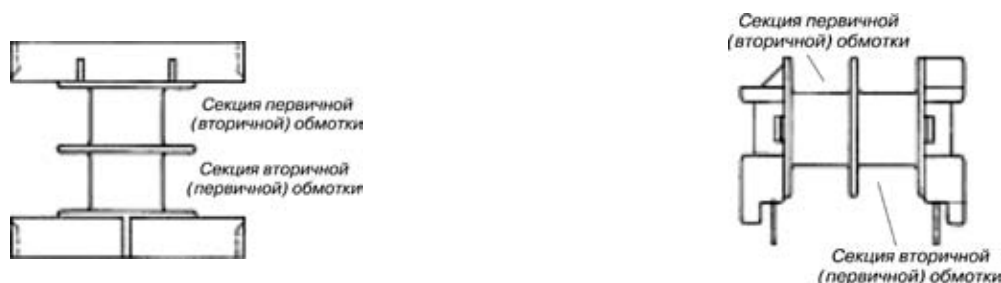 Секция первичной
(вторичной) обмотки
Секция вторичной
(первичной) обмотки
Секция первичной
(вторичной) обмотки
Секция вторичной
(первичной) обмотки